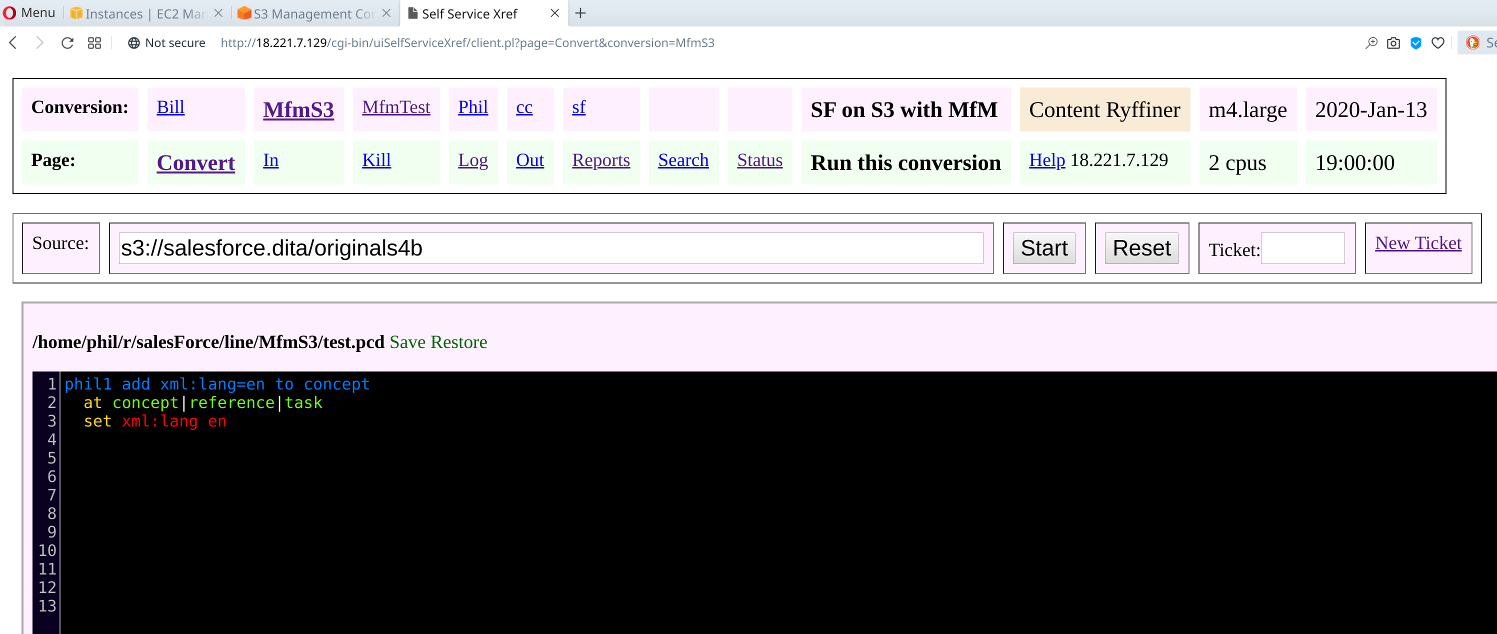 Menu Instances | EC2 Mar S3 Management Co Self Service Xref
Not secure http://18.221.7.129/cgi-bin/uiSelfServiceXref/client.pl?page=Convert&conversion=MfmS3
Conversion: Bill MfmS3 MfmTest Phil cc sf SF on S3 with MfM Content Ryffiner m4.large 2020-Jan-13
Page: Convert In Kill Log Out Reports Search Status Run this conversion Help 18.221.7.129 2 cpus 19:00:00
Source: s3://salesforce.dita/originals4b Start Reset Ticket: New Ticket
/home/phil/r/salesForce/line/MfmS3/test.pcd Save Restore
1 phil1 add xml:lang=en to concept
2 at concept|reference|task
3 set xml:lang en
4
5
6
7
8
9
10
11
12
13